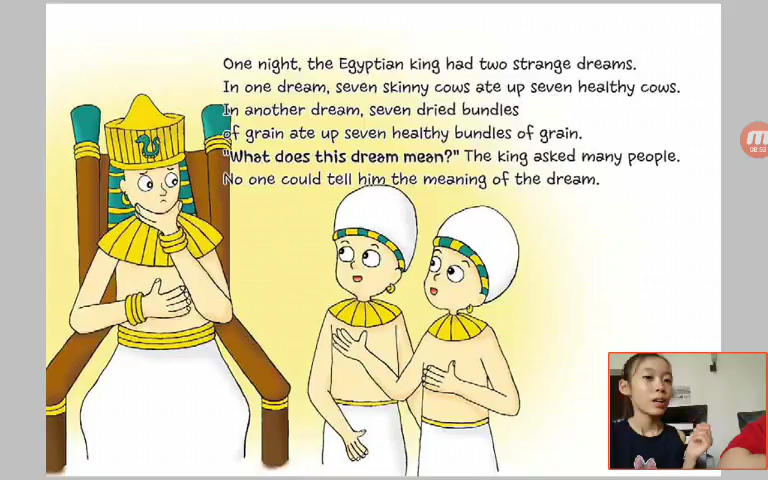 One night, the Egyptian king had two strange dreams.
In one dream, seven skinny cows ate up seven healthy cows.
In another dream, seven dried bundles
of grain ate up seven healthy bundles of grain.
"What does this dream mean?" The king asked many people.
No one could tell him the meaning of the dream.
M
08:53